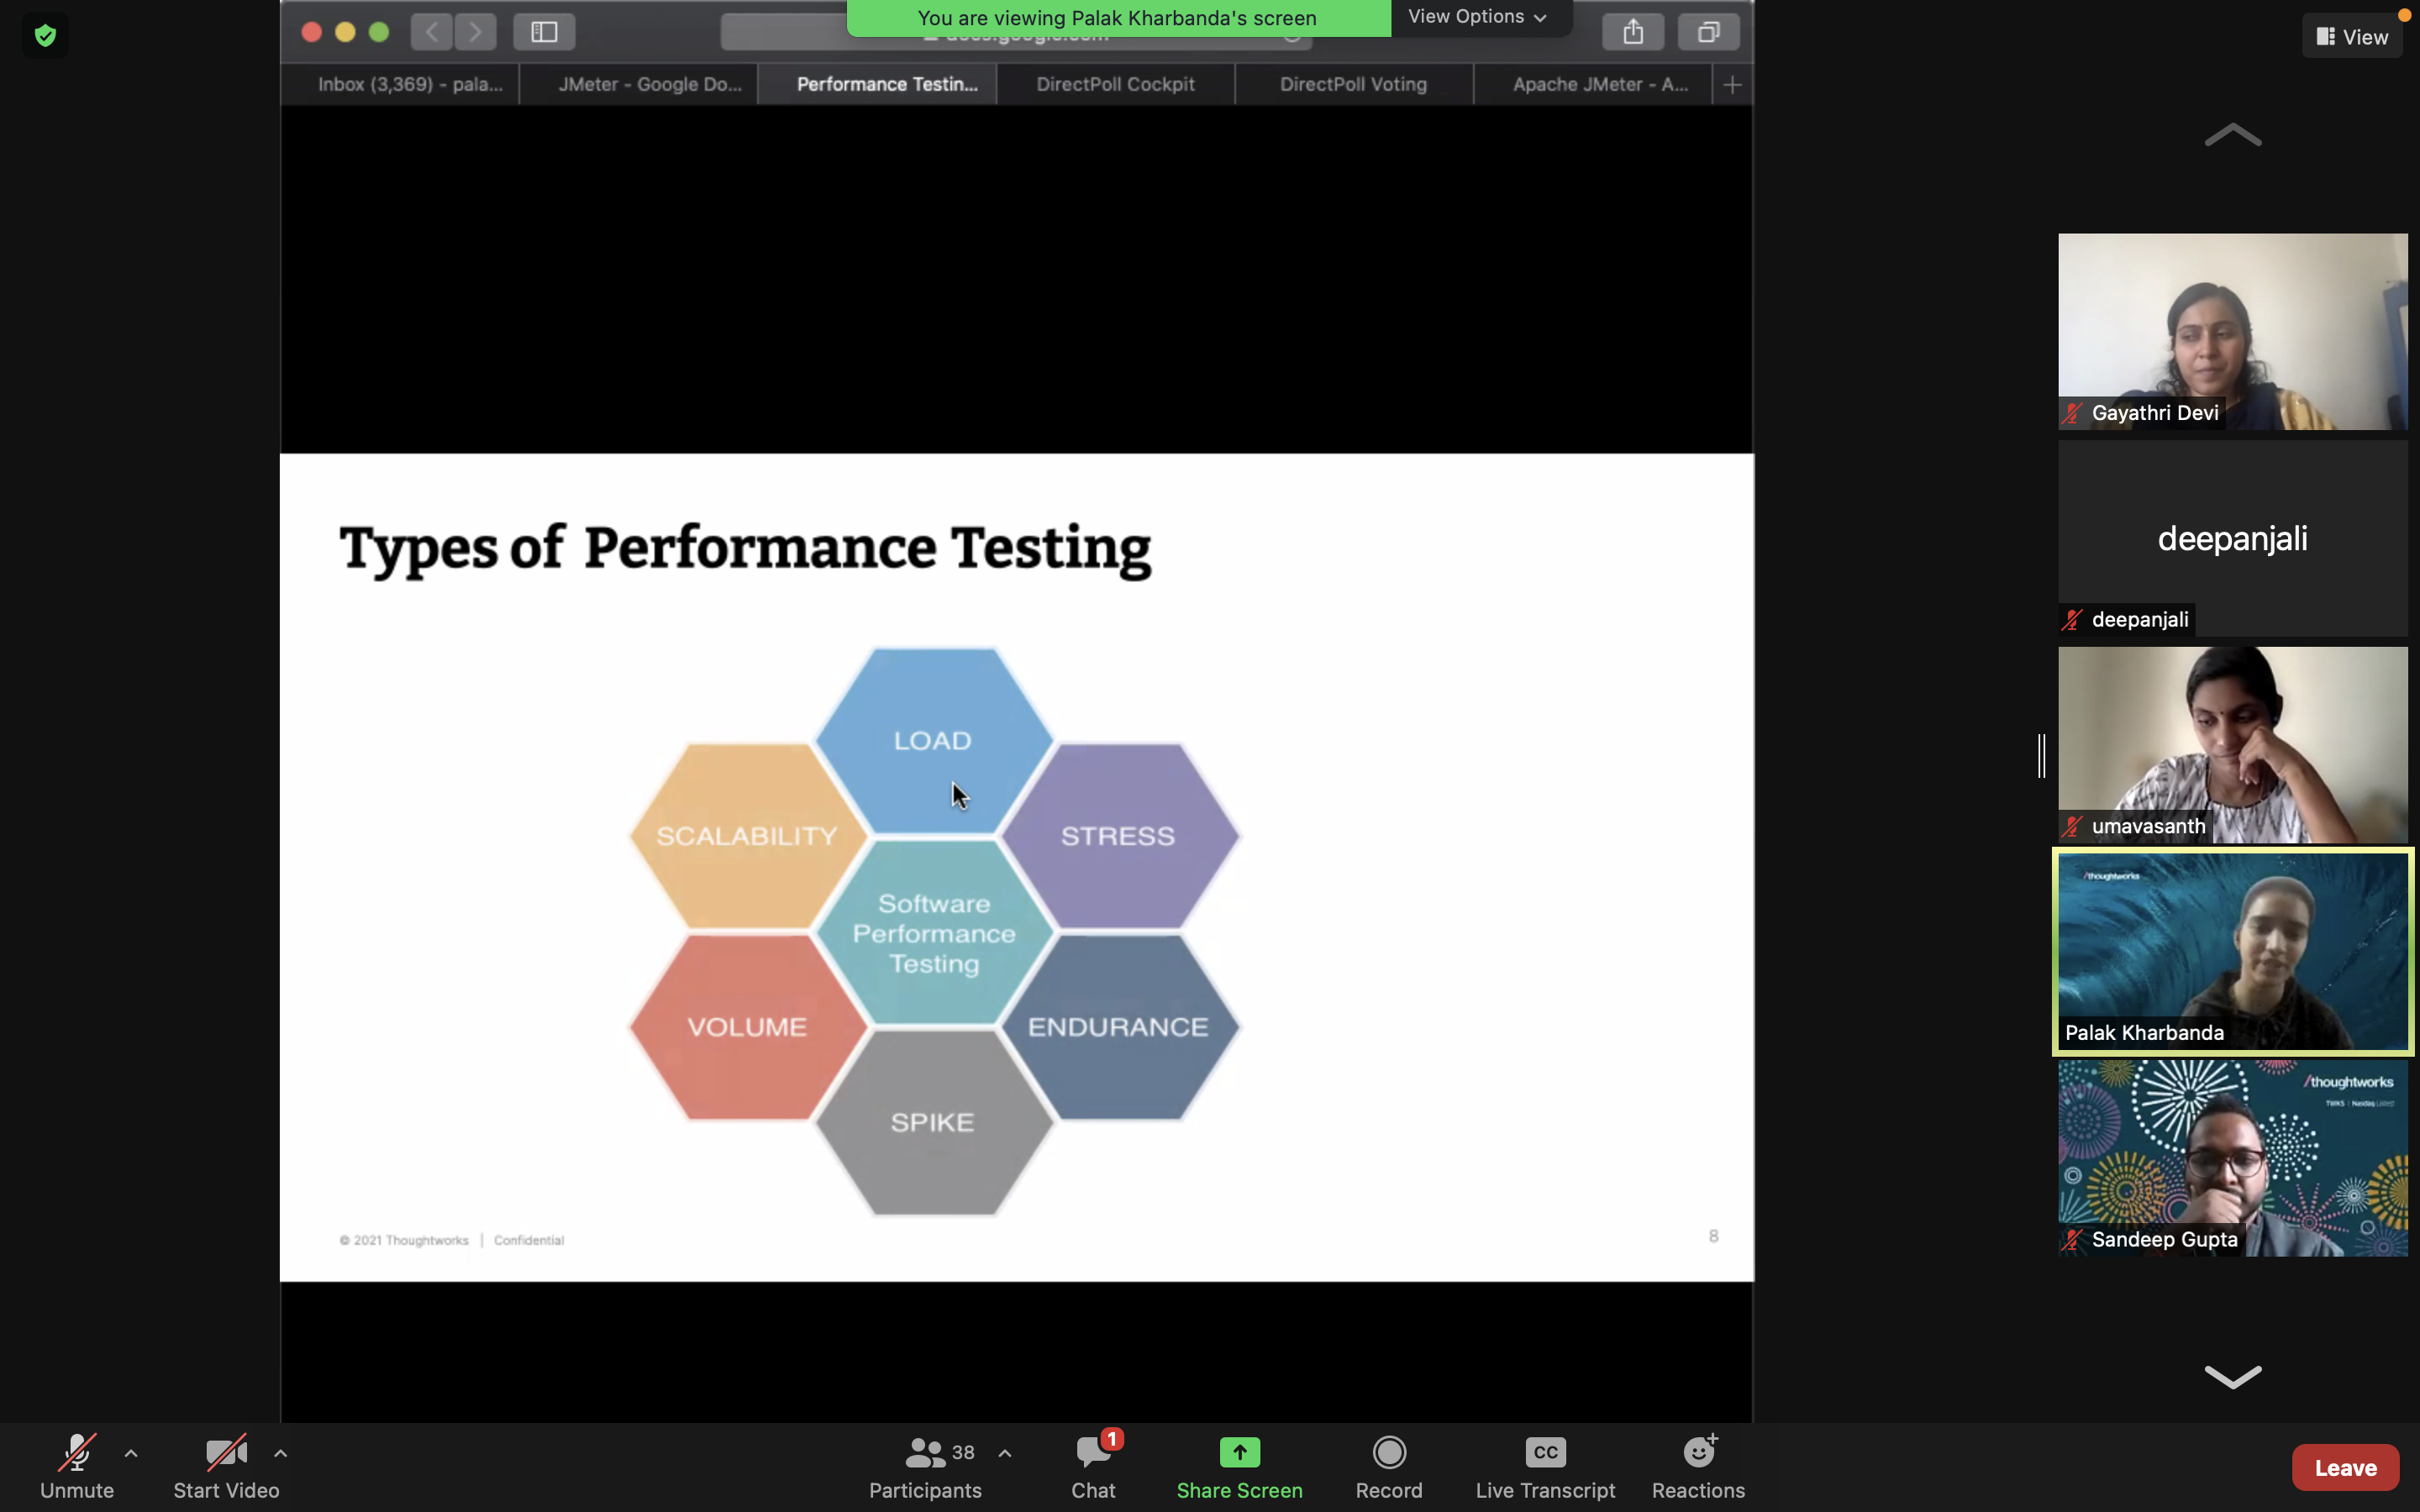 You are viewing Palak Kharbanda's screen
View Options
View
Inbox (3,369) - pala...
JMeter - Google Do...
Performance Testin...
DirectPoll Cockpit
DirectPoll Voting
Apache JMeter - A...
Types of Performance Testing
LOAD
SCALABILITY
STRESS
Software
Performance
Testing
VOLUME
ENDURANCE
SPIKE
© 2021 Thoughtworks | Confidential
8
Gayathri Devi
deepanjali
deepanjali
umavasanth
/thoughtworks
Palak Kharbanda
/thoughtworks
TWKS | Nasdaq Listed
Sandeep Gupta
Unmute
Start Video
38
Participants
1
Chat
Share Screen
Record
CC
Live Transcript
Reactions
Leave